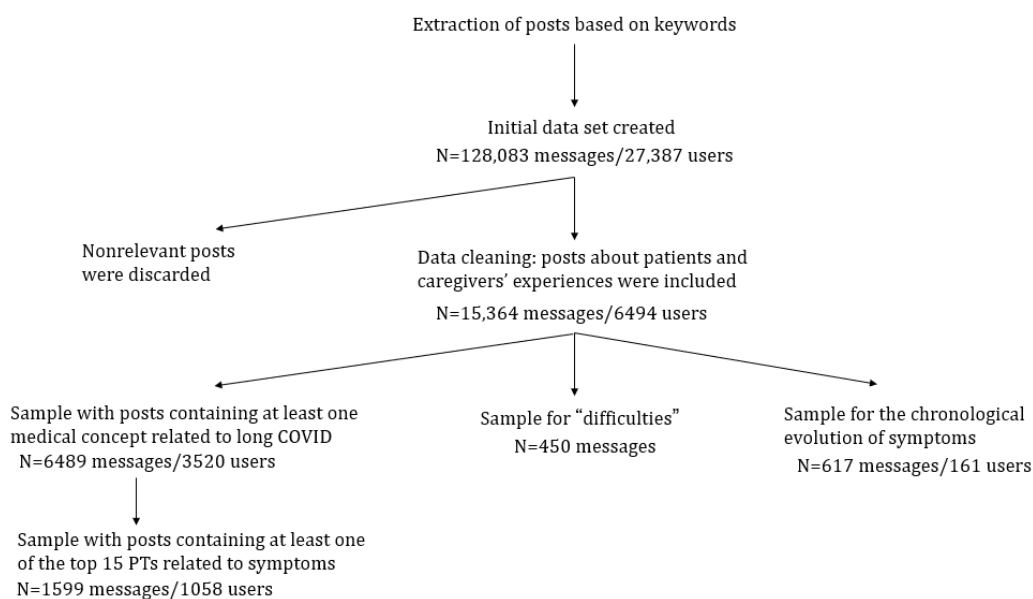 Extraction of posts based on keywords
Initial data set created
N=128,083 messages/27,387 users
Nonrelevant posts
were discarded
Data cleaning: posts about patients and
caregivers’ experiences were included
N=15,364 messages/6494 users
Sample with posts containing at least one
medical concept related to long COVID
N=6489 messages/3520 users
Sample for “difficulties”
N=450 messages
Sample for the chronological
evolution of symptoms
N=617 messages/161 users
Sample with posts containing at least one
of the top 15 PTs related to symptoms
N=1599 messages/1058 users